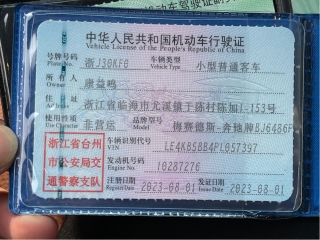 中华人民共和国机动车行驶证
Vehicle License of the People's Republic of China
号牌号码 浙J30KF0 车辆类型 小型普通客车
Plate No. Vehicle Type
所有人 康益鸣
Owner
住址 浙江省临海市尤溪镇下陈村陈加1-153号
Address
使用性质 非营运 品牌型号 梅赛德斯-奔驰牌BJ6486F
Use Character
浙江省台州 车辆识别代号 LE4K8SBB4PL057397
VIN
市公安局交 发动机号码 10287276
Engine No.
通警察支队 注册日期 2023-08-01 发证日期 2023-08-01
Register Date Issue Date